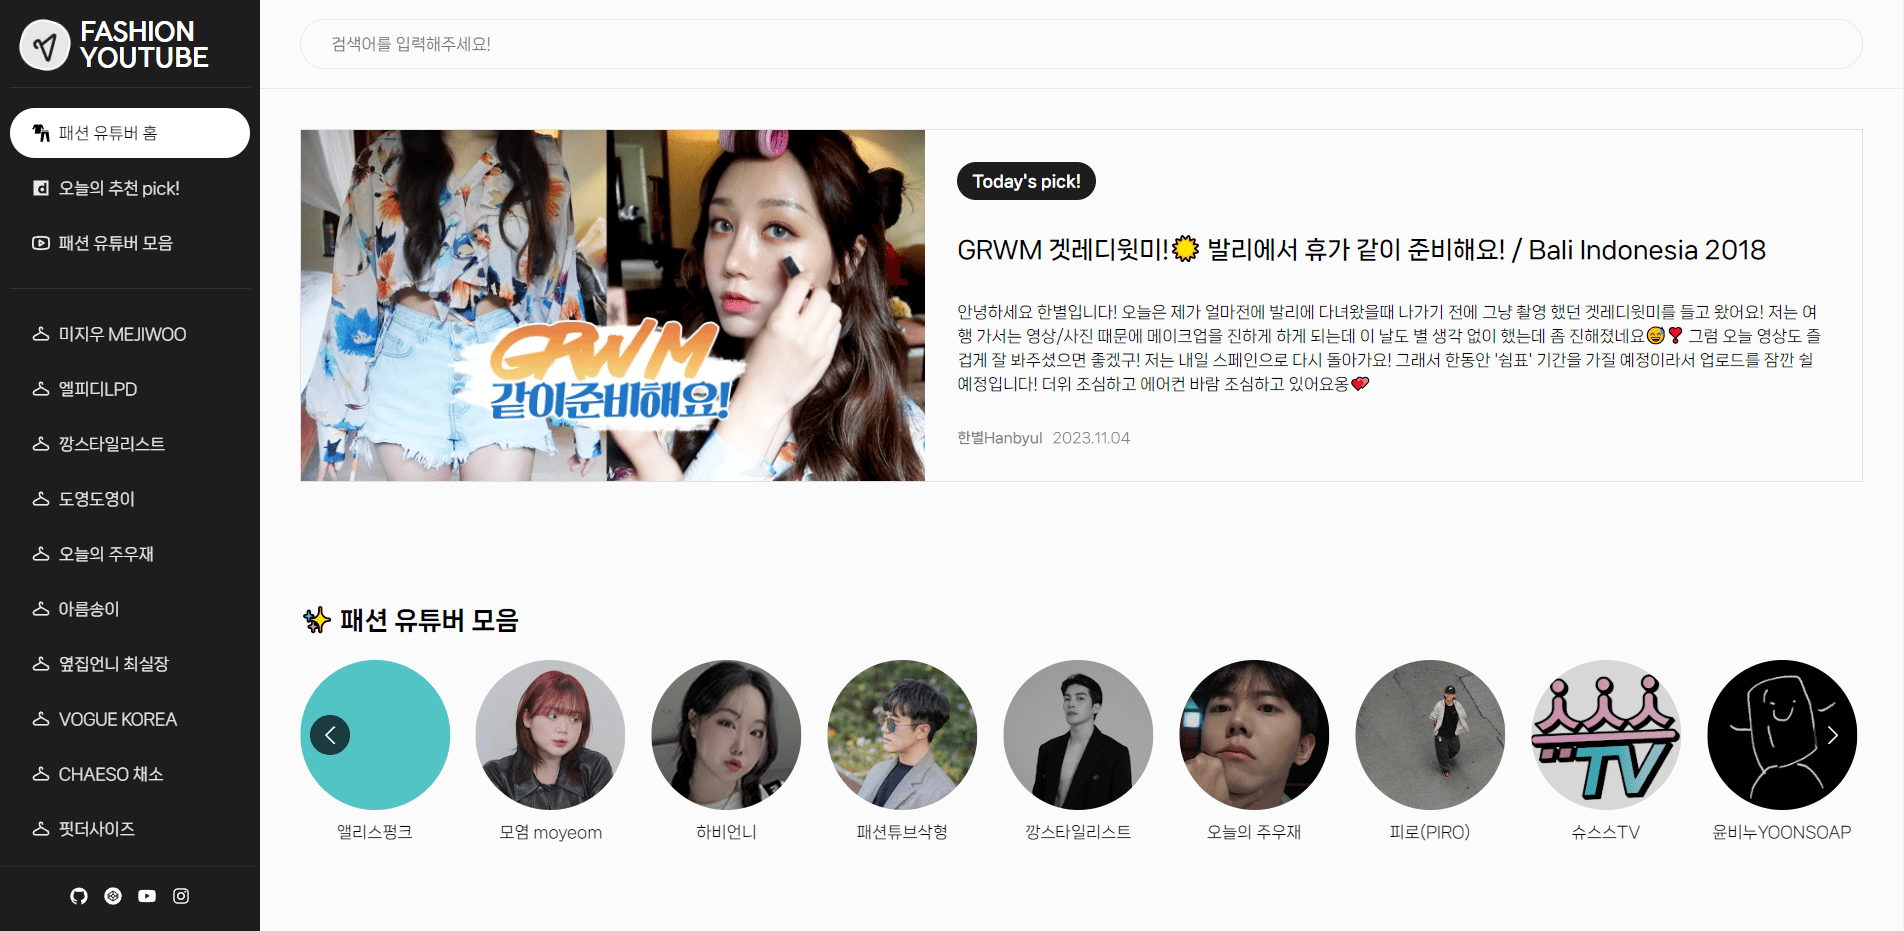 FASHION
YOUTUBE
패션 유튜버 홈
오늘의 추천 pick!
패션 유튜버 모음
미지우 MEJIWOO
엘피디LPD
깡스타일리스트
도영도영이
오늘의 주우재
아름송이
옆집언니 최실장
VOGUE KOREA
CHAESO 채소
핏더사이즈
검색어를 입력해주세요!
GRWM
같이준비해요!
Today's pick!
GRWM 겟레디윗미!🌟 발리에서 휴가 같이 준비해요! / Bali Indonesia 2018
안녕하세요 한별입니다! 오늘은 제가 얼마전에 발리에 다녀왔을때 나가기 전에 그냥 촬영 했던 겟레디윗미를 들고 왔어요! 저는 여
행 가서는 영상/사진 때문에 메이크업을 진하게 하게 되는데 이 날도 별 생각 없이 했는데 좀 진해졌네요😅❣️ 그럼 오늘 영상도 즐
겁게 잘 봐주셨으면 좋겠구! 저는 내일 스페인으로 다시 돌아가요! 그래서 한동안 '쉼표' 기간을 가질 예정이라서 업로드를 잠깐 쉴
예정입니다! 더위 조심하고 에어컨 바람 조심하고 있어요옹💕
한별Hanbyul 2023.11.04
✨ 패션 유튜버 모음
TV
앨리스펑크
모염 moyeom
하비언니
패션튜브삭형
깡스타일리스트
오늘의 주우재
피로(PIRO)
슈스스TV
윤비누YOONSOAP